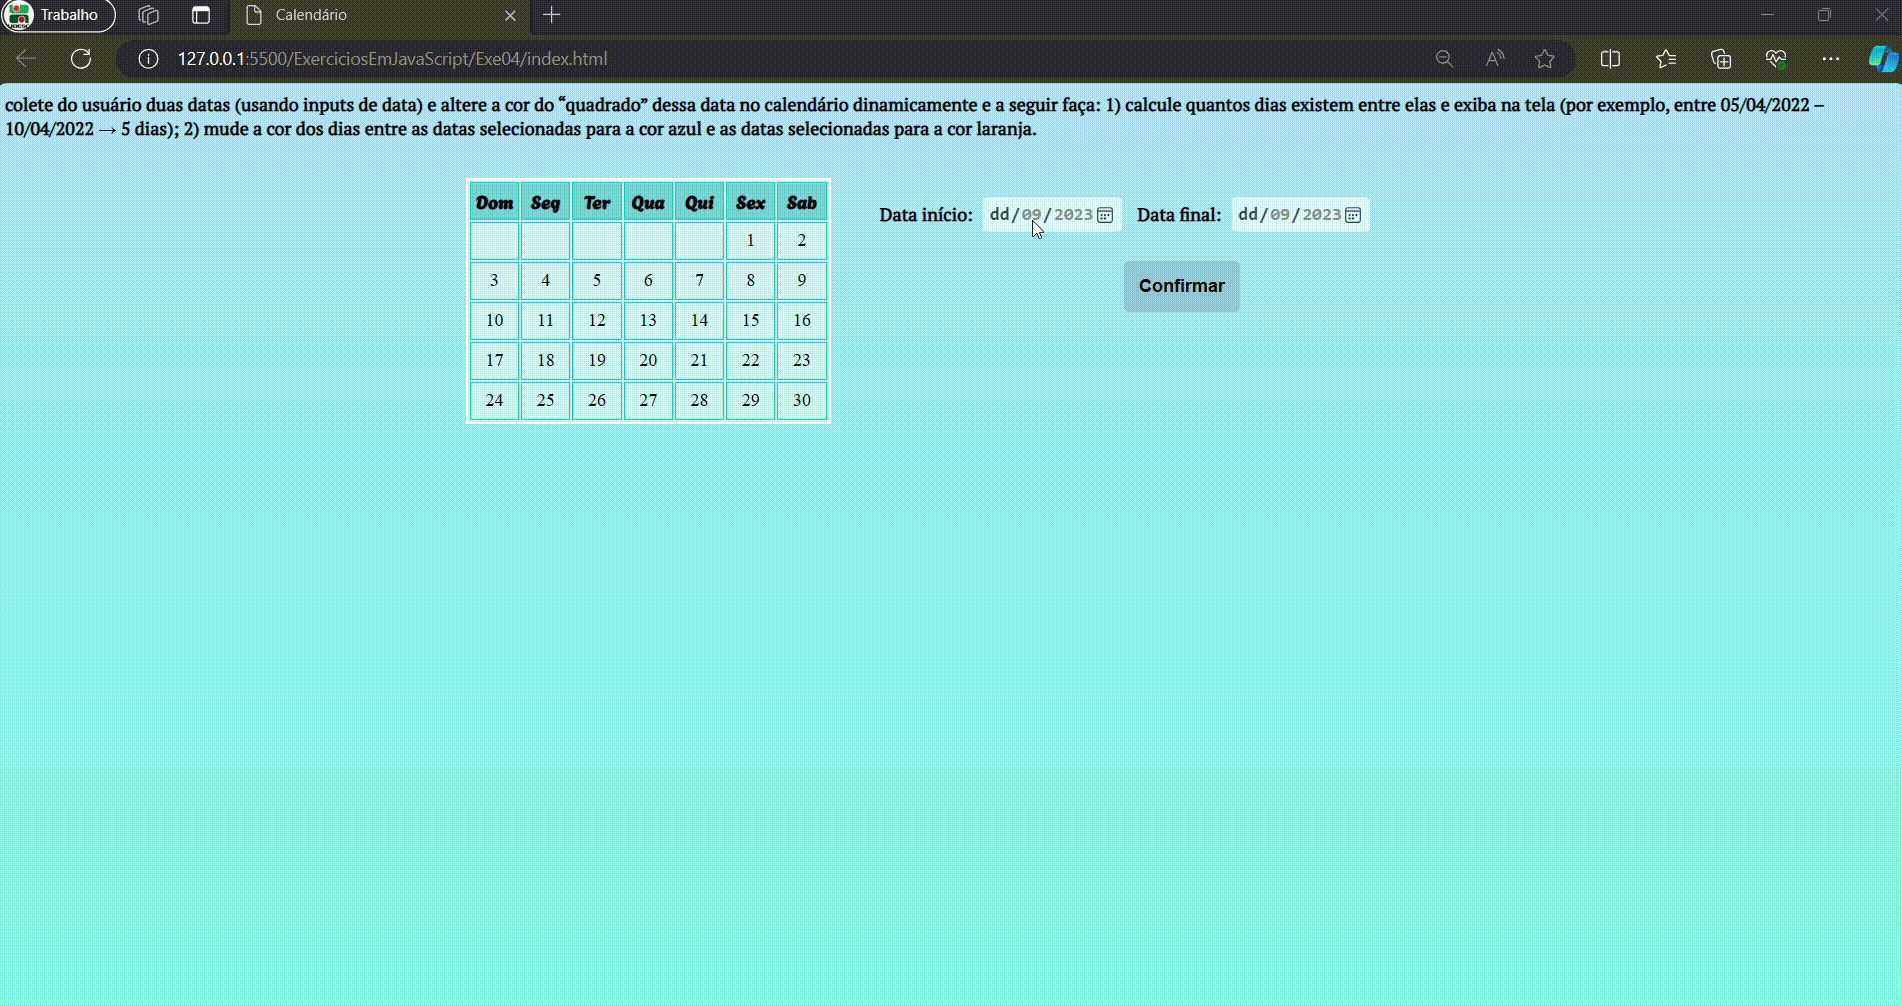 Trabalho
Calendário
127.0.0.1:5500/ExerciciosEmJavaScript/Exe04/index.html
colete do usuário duas datas (usando inputs de data) e altere a cor do “quadrado” dessa data no calendário dinamicamente e a seguir faça: 1) calcule quantos dias existem entre elas e exiba na tela (por exemplo, entre 05/04/2022 –
10/04/2022 → 5 dias); 2) mude a cor dos dias entre as datas selecionadas para a cor azul e as datas selecionadas para a cor laranja.
Dom Seg Ter Qua Qui Sex Sab
1 2
3 4 5 6 7 8 9
10 11 12 13 14 15 16
17 18 19 20 21 22 23
24 25 26 27 28 29 30
Data início: dd/09/2023 Data final: dd/09/2023
Confirmar